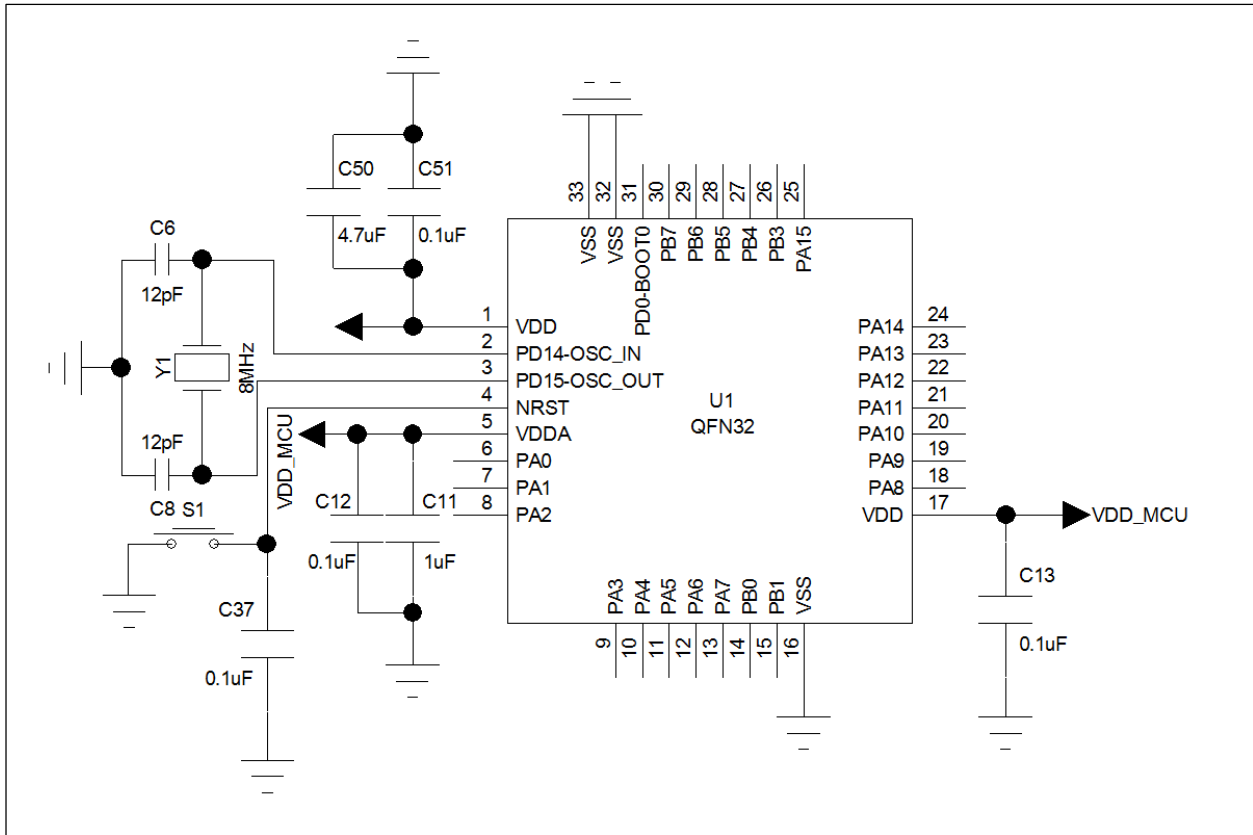 C50
4.7uF
C51
0.1uF
C6
12pF
Y1
8MHz
12pF
C8
S1
VDD_MCU
C37
0.1uF
C12
0.1uF
C11
1uF
33
32
31
30
29
28
27
26
25
VSS
VSS
PD0-BOOT0
PB7
PB6
PB5
PB4
PB3
PA15
1 VDD
2 PD14-OSC_IN
3 PD15-OSC_OUT
4 NRST
5 VDDA
6 PA0
7 PA1
8 PA2
U1
QFN32
PA14 24
PA13 23
PA12 22
PA11 21
PA10 20
PA9 19
PA8 18
VDD 17
VDD_MCU
C13
0.1uF
PA3
PA4
PA5
PA6
PA7
PB0
PB1
VSS
9
10
11
12
13
14
15
16